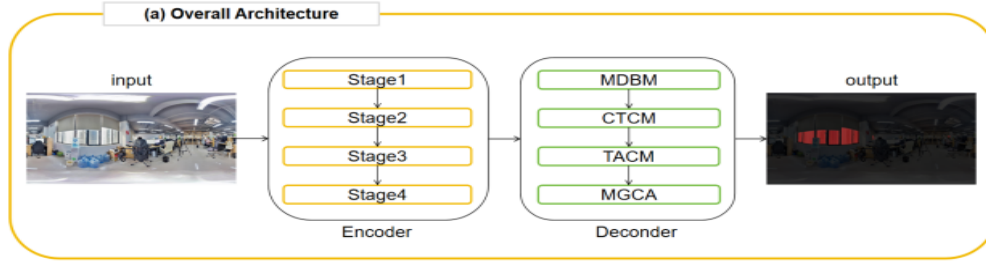 (a) Overall Architecture
input
Stage1
Stage2
Stage3
Stage4
Encoder
MDBM
CTCM
TACM
MGCA
Deconder
output